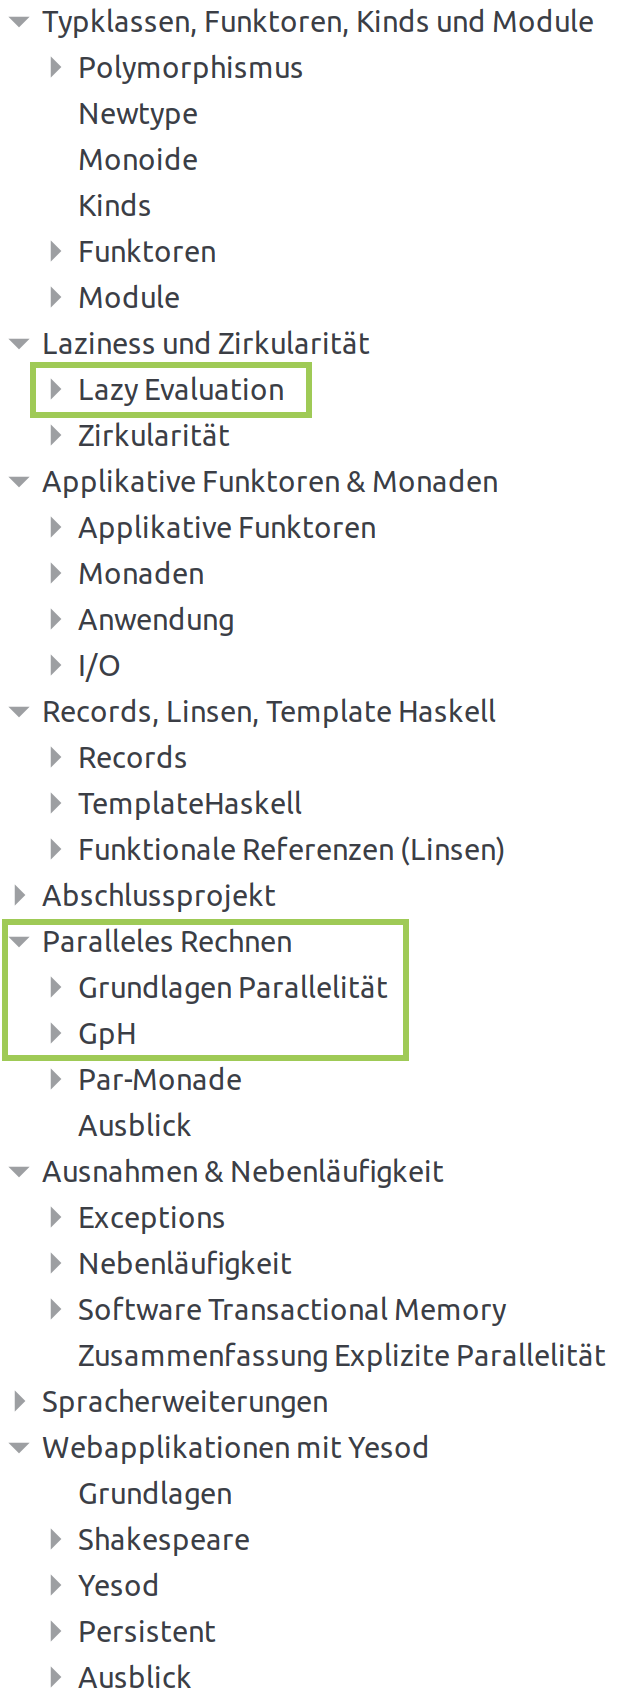 Typklassen, Funktoren, Kinds und Module
Polymorphismus
Newtype
Monoide
Kinds
Funktoren
Module
Laziness und Zirkularität
Lazy Evaluation
Zirkularität
Applikative Funktoren & Monaden
Applikative Funktoren
Monaden
Anwendung
I/O
Records, Linsen, Template Haskell
Records
TemplateHaskell
Funktionale Referenzen (Linsen)
Abschlussprojekt
Paralleles Rechnen
Grundlagen Parallelität
GpH
Par-Monade
Ausblick
Ausnahmen & Nebenläufigkeit
Exceptions
Nebenläufigkeit
Software Transactional Memory
Zusammenfassung Explizite Parallelität
Spracherweiterungen
Webapplikationen mit Yesod
Grundlagen
Shakespeare
Yesod
Persistent
Ausblick